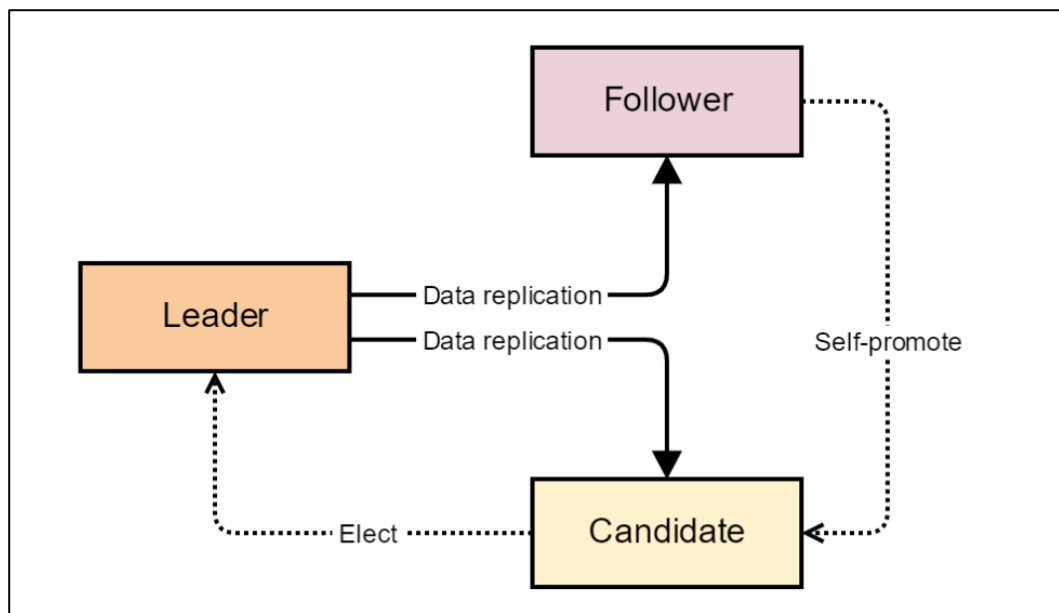 Follower
Leader
Data replication
Data replication
Self-promote
Elect
Candidate